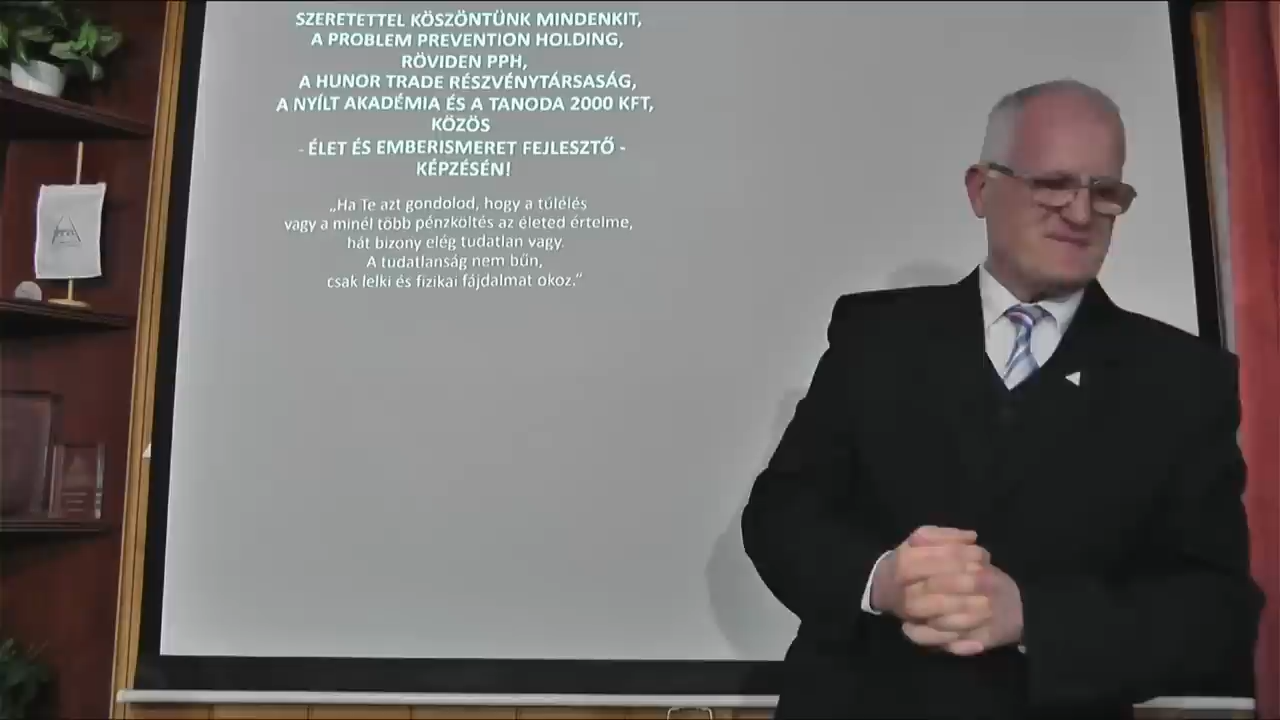 SZERETETTEL KÖSZÖNTÜNK MINDENKIT,
A PROBLEM PREVENTION HOLDING,
RÖVIDEN PPH,
A HUNOR TRADE RÉSZVÉNYTÁRSASÁG,
A NYÍLT AKADÉMIA ÉS A TANODA 2000 KFT,
KÖZÖS
- ÉLET ÉS EMBERISMERET FEJLESZTŐ -
KÉPZÉSÉN!
„Ha Te azt gondolod, hogy a túlélés
vagy a minél több pénzköltés az életed értelme,
hát bizony elég tudatlan vagy.
A tudatlanság nem bűn,
csak lelki és fizikai fájdalmat okoz.”